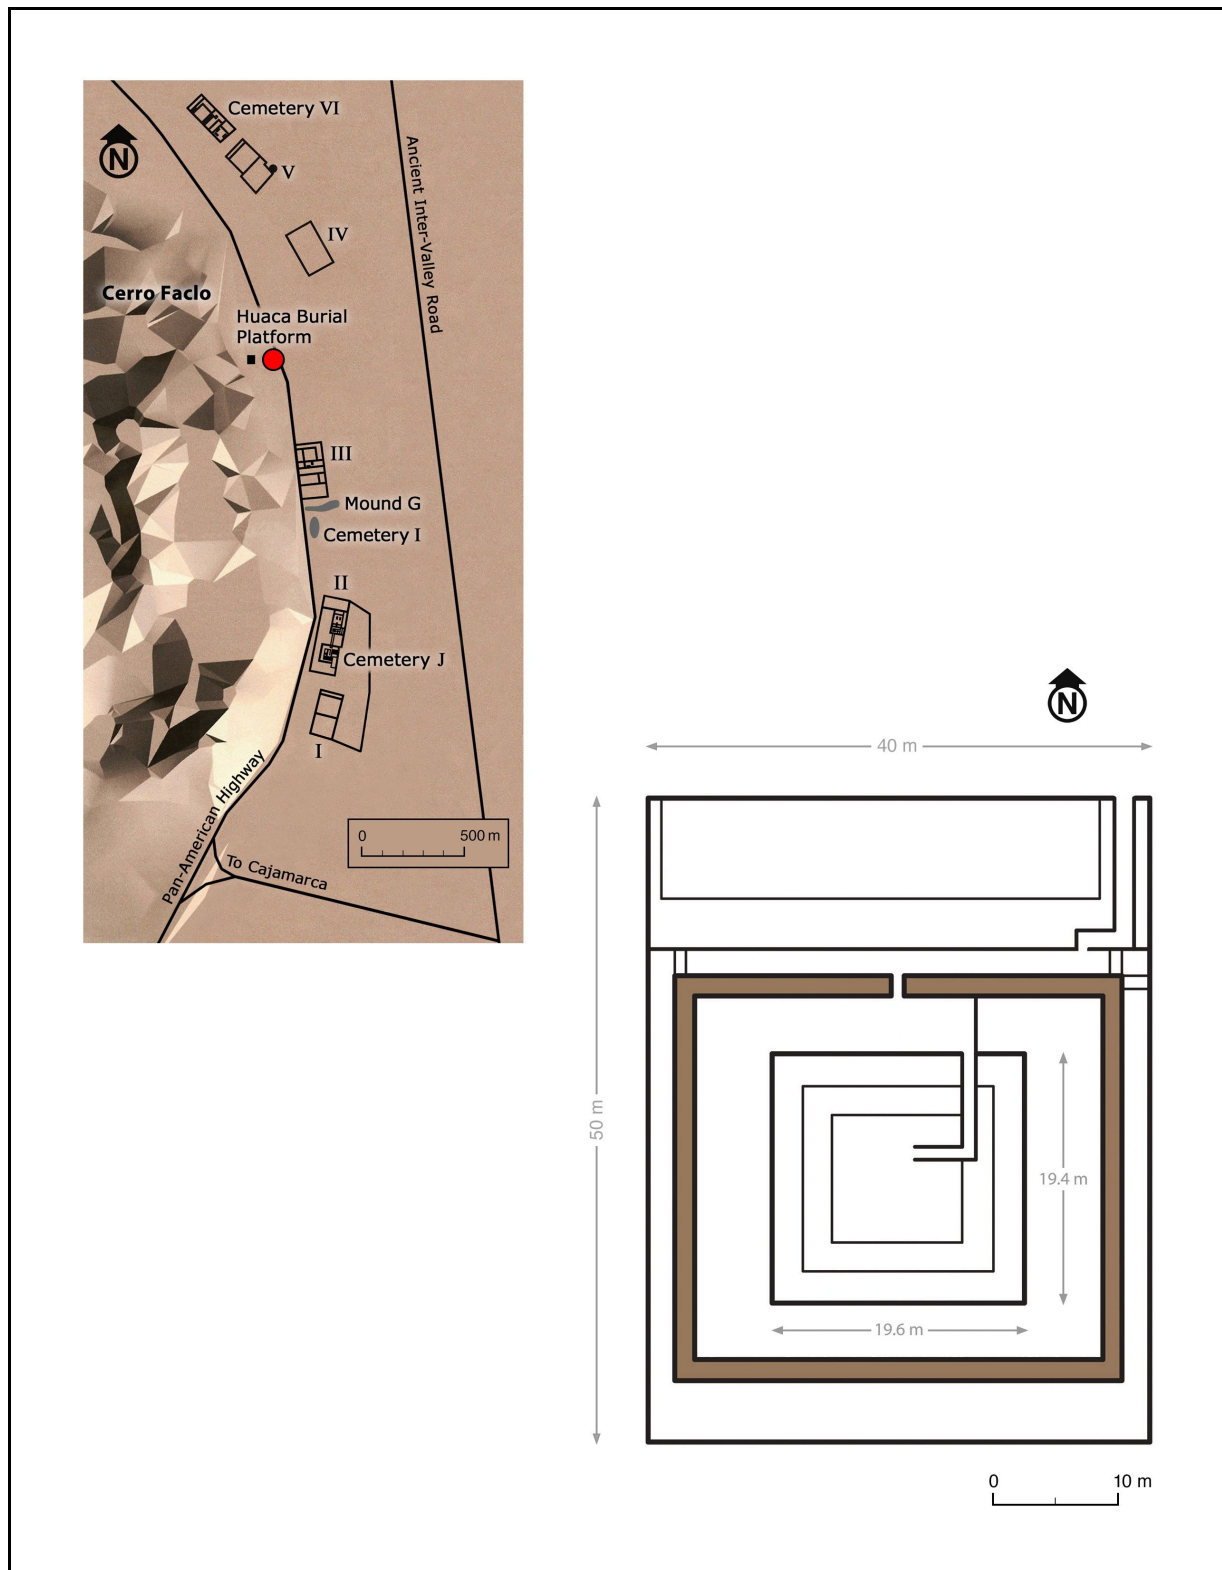 Cemetery VI
N
V
Ancient Inter-Valley Road
IV
Cerro Faclo
Huaca Burial
Platform
III
Mound G
Cemetery I
II
Cemetery J
I
Pan-American Highway
0 500 m
To Cajamarca
N
40 m
50 m
19.4 m
19.6 m
0 10 m